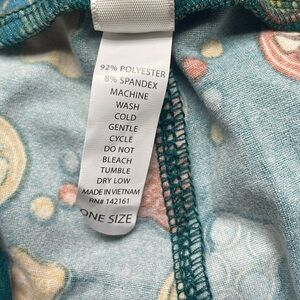 92% POLYESTER
8% SPANDEX
MACHINE
WASH
COLD
GENTLE
CYCLE
DO NOT
BLEACH
TUMBLE
DRY LOW
MADE IN VIETNAM
RN# 142161
ONE SIZE